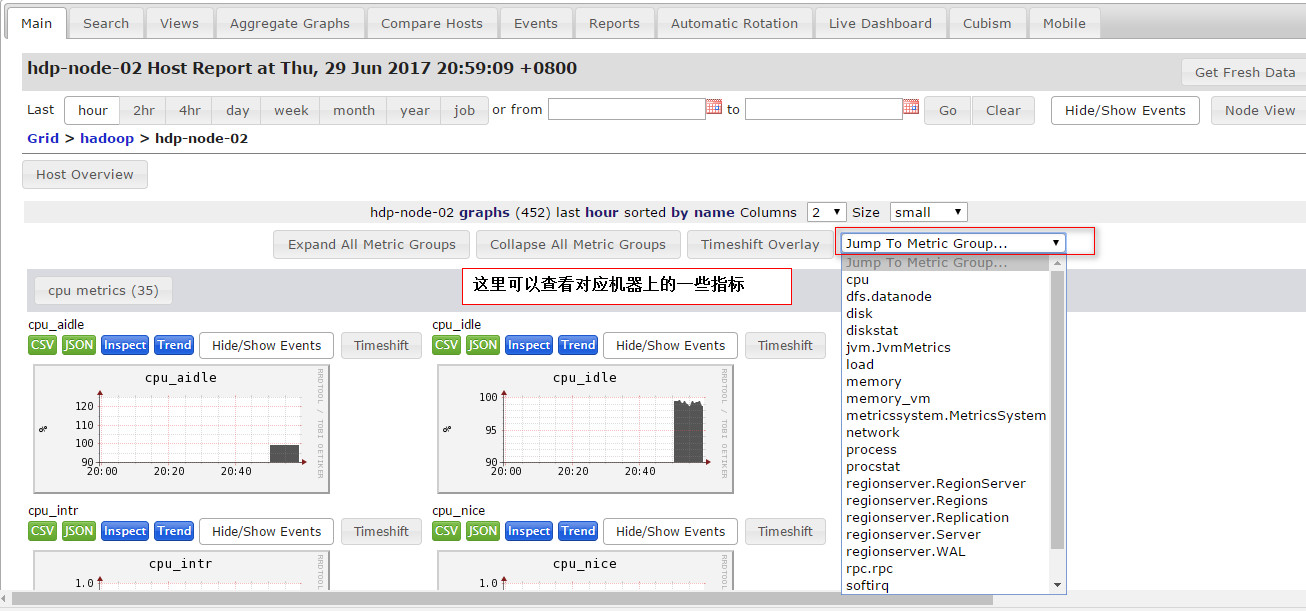 Main Search Views Aggregate Graphs Compare Hosts Events Reports Automatic Rotation Live Dashboard Cubism Mobile
hdp-node-02 Host Report at Thu, 29 Jun 2017 20:59:09 +0800
Get Fresh Data
Last hour 2hr 4hr day week month year job or from to Go Clear Hide/Show Events Node View
Grid > hadoop > hdp-node-02
Host Overview
hdp-node-02 graphs (452) last hour sorted by name Columns 2 Size small
Expand All Metric Groups Collapse All Metric Groups Timeshift Overlay Jump To Metric Group...
Jump To Metric Group...
cpu
dfs.datanode
disk
diskstat
jvm.JvmMetrics
load
memory
memory_vm
metricssystem.MetricsSystem
network
process
procstat
regionserver.RegionServer
regionserver.Regions
regionserver.Replication
regionserver.Server
regionserver.WAL
rpc.rpc
softirq
这里可以查看对应机器上的一些指标
cpu metrics (35)
cpu_aidle
CSV JSON Inspect Trend Hide/Show Events Timeshift
cpu_aidle
RRDTOOL / TOBI OETIKER
%
120
110
100
90
20:00 20:20 20:40
cpu_idle
CSV JSON Inspect Trend Hide/Show Events Timeshift
cpu_idle
RRDTOOL / TOBI OETIKER
%
100
95
90
20:00 20:20 20:40
cpu_intr
CSV JSON Inspect Trend Hide/Show Events Timeshift
cpu_intr
RRDTOOL
1.0
cpu_nice
CSV JSON Inspect Trend Hide/Show Events Timeshift
cpu_nice
RRDTOOL
1.0